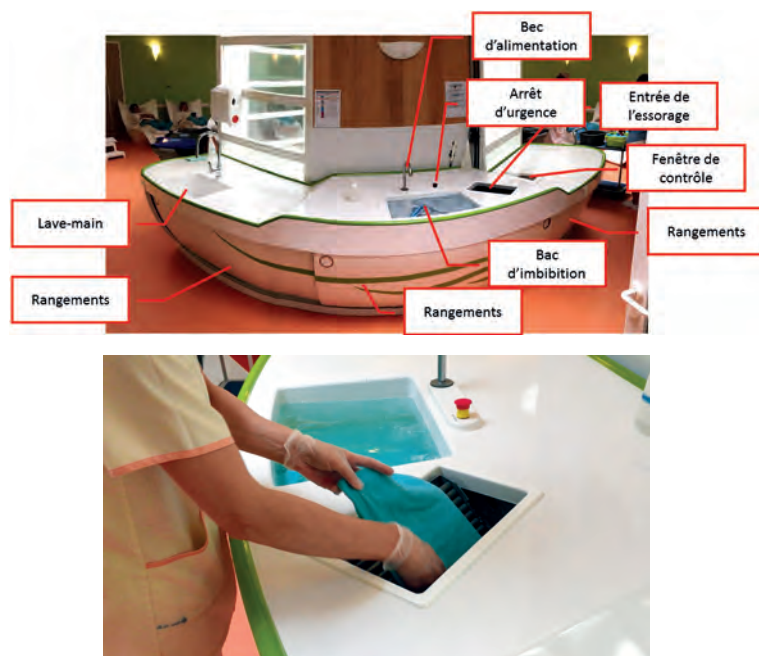 Bec
d'alimentation
Arrêt
d'urgence
Entrée de
l'essorage
Fenêtre de
contrôle
Lave-main
Rangements
Bac
d'imbibition
Rangements
Rangements